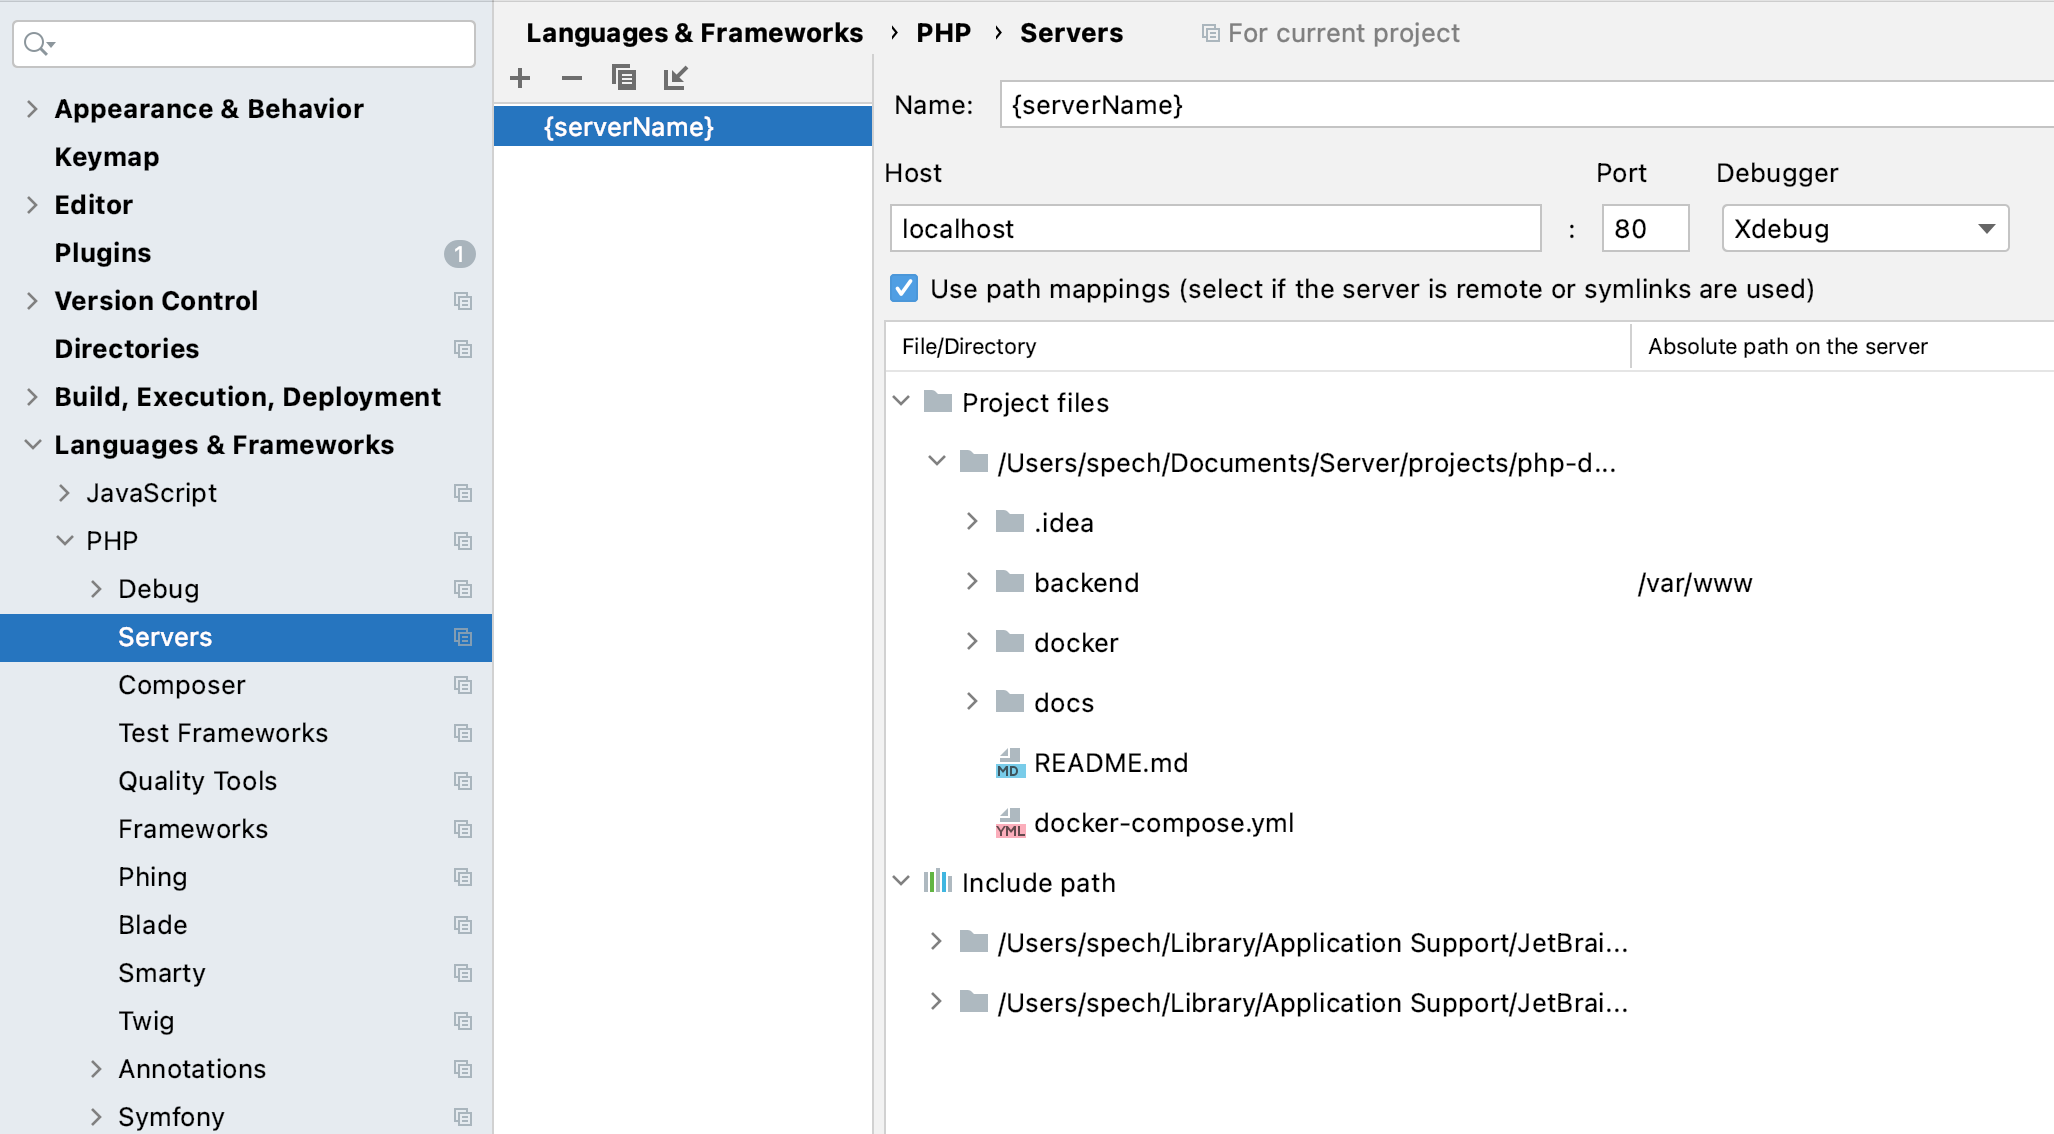 Appearance & Behavior
Keymap
Editor
Plugins 1
Version Control
Directories
Build, Execution, Deployment
Languages & Frameworks
JavaScript
PHP
Debug
Servers
Composer
Test Frameworks
Quality Tools
Frameworks
Phing
Blade
Smarty
Twig
Annotations
Symfony
Languages & Frameworks › PHP › Servers For current project
{serverName}
Name: {serverName}
Host Port Debugger
localhost : 80 Xdebug
Use path mappings (select if the server is remote or symlinks are used)
File/Directory Absolute path on the server
Project files
/Users/spech/Documents/Server/projects/php-d...
.idea
backend /var/www
docker
docs
MD README.md
YML docker-compose.yml
Include path
/Users/spech/Library/Application Support/JetBrai...
/Users/spech/Library/Application Support/JetBrai...